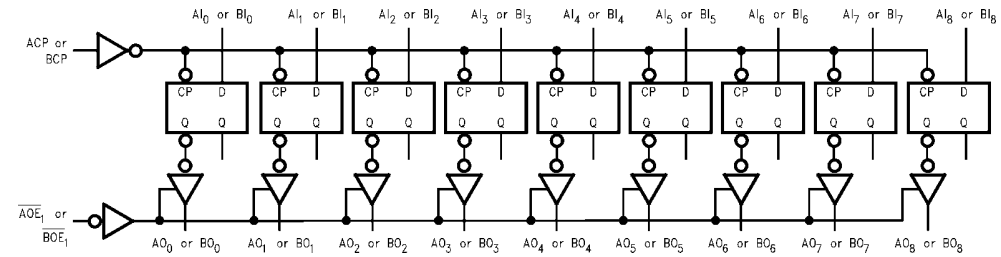 AI0 or BI0 AI1 or BI1 AI2 or BI2 AI3 or BI3 AI4 or BI4 AI5 or BI5 AI6 or BI6 AI7 or BI7 AI8 or BI8
ACP or
BCP
CP D CP D CP D CP D CP D CP D CP D CP D CP D
Q Q Q Q Q Q Q Q Q Q Q Q Q Q Q Q Q Q
AOE1 or
BOE1
AO0 or BO0 AO1 or BO1 AO2 or BO2 AO3 or BO3 AO4 or BO4 AO5 or BO5 AO6 or BO6 AO7 or BO7 AO8 or BO8